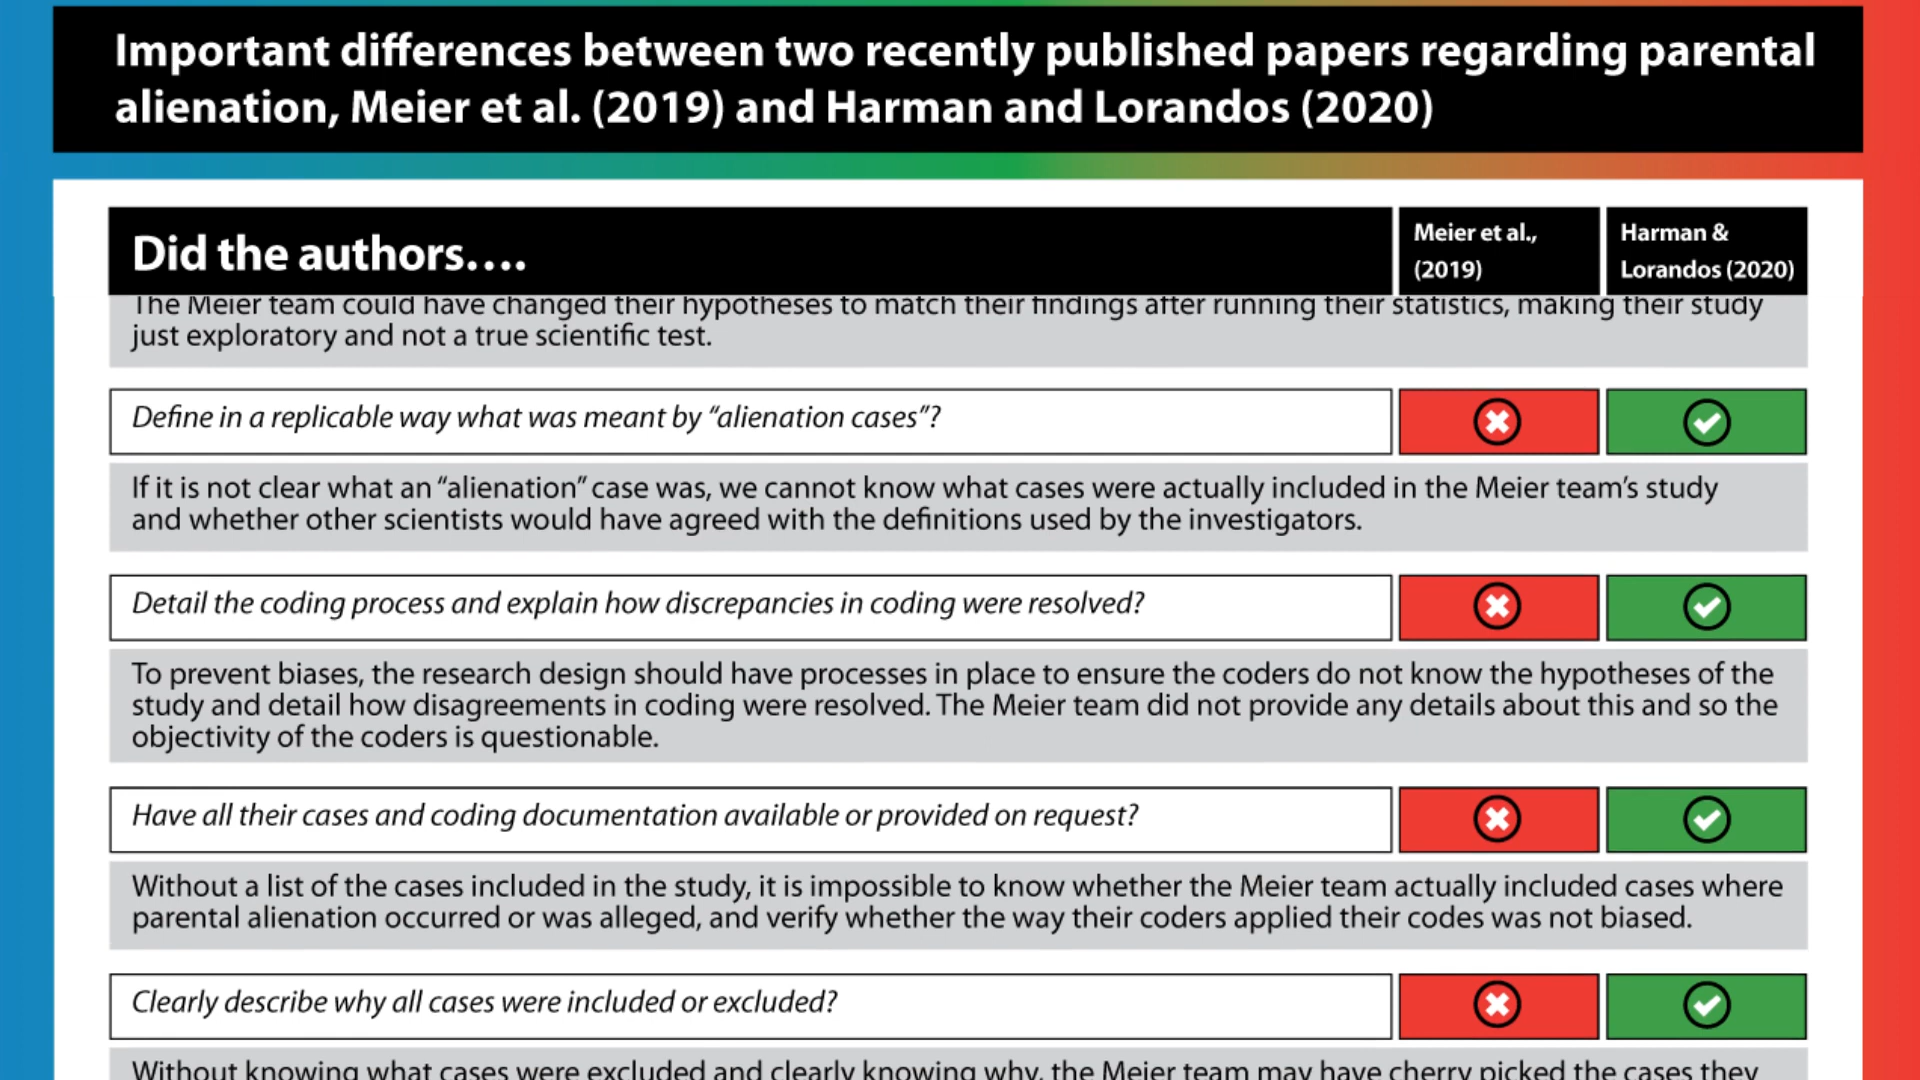 Important differences between two recently published papers regarding parental
alienation, Meier et al. (2019) and Harman and Lorandos (2020)
Did the authors….
Meier et al.,
(2019)
Harman &
Lorandos (2020)
The Meier team could have changed their hypotheses to match their findings after running their statistics, making their study
just exploratory and not a true scientific test.
Define in a replicable way what was meant by “alienation cases”?
If it is not clear what an “alienation” case was, we cannot know what cases were actually included in the Meier team’s study
and whether other scientists would have agreed with the definitions used by the investigators.
Detail the coding process and explain how discrepancies in coding were resolved?
To prevent biases, the research design should have processes in place to ensure the coders do not know the hypotheses of the
study and detail how disagreements in coding were resolved. The Meier team did not provide any details about this and so the
objectivity of the coders is questionable.
Have all their cases and coding documentation available or provided on request?
Without a list of the cases included in the study, it is impossible to know whether the Meier team actually included cases where
parental alienation occurred or was alleged, and verify whether the way their coders applied their codes was not biased.
Clearly describe why all cases were included or excluded?
Without knowing what cases were excluded and clearly knowing why, the Meier team may have cherry picked the cases they